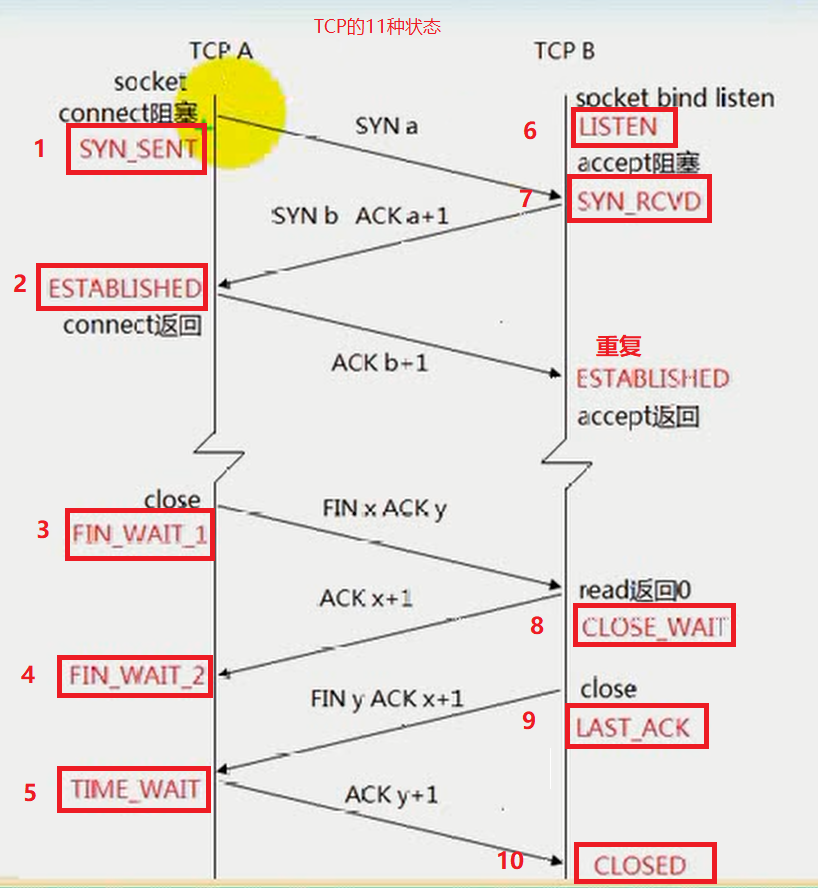 TCP的11种状态
TCP A
TCP B
socket
socket bind listen
connect阻塞
6
LISTEN
SYN a
1
SYN_SENT
accept阻塞
7
SYN_RCVD
SYN b ACK a+1
2
ESTABLISHED
connect返回
重复
ACK b+1
ESTABLISHED
accept返回
close
FIN x ACK y
3
FIN_WAIT_1
read返回0
ACK x+1
8
CLOSE_WAIT
4
FIN_WAIT_2
close
FIN y ACK x+1
9
LAST_ACK
5
TIME_WAIT
ACK y+1
10
CLOSED